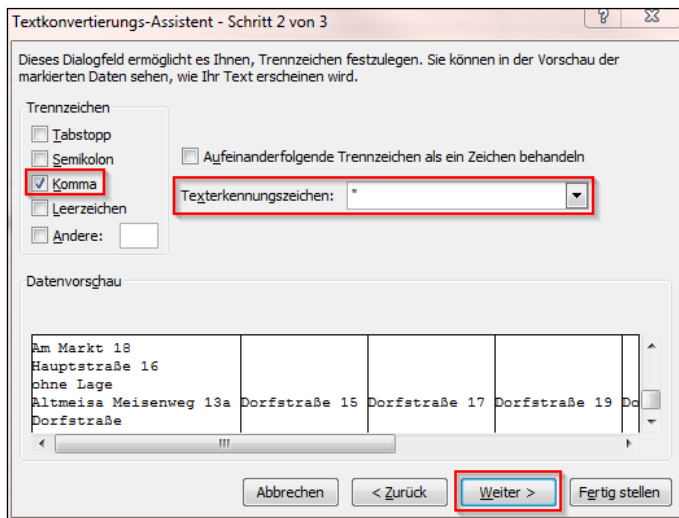 Textkonvertierungs-Assistent - Schritt 2 von 3
Dieses Dialogfeld ermöglicht es Ihnen, Trennzeichen festzulegen. Sie können in der Vorschau der
markierten Daten sehen, wie Ihr Text erscheinen wird.
Trennzeichen
Tabstopp
Semikolon
Komma
Leerzeichen
Andere:
Aufeinanderfolgende Trennzeichen als ein Zeichen behandeln
Texterkennungszeichen: "
Datenvorschau
Am Markt 18
Hauptstraße 16
ohne Lage
Altmeisa Meisenweg 13a Dorfstraße 15 Dorfstraße 17 Dorfstraße 19 Do
Dorfstraße
Abbrechen < Zurück Weiter > Fertig stellen